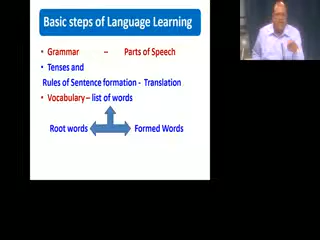 Basic steps of Language Learning
• Grammar – Parts of Speech
• Tenses and
Rules of Sentence formation - Translation
• Vocabulary – list of words
Root words Formed Words